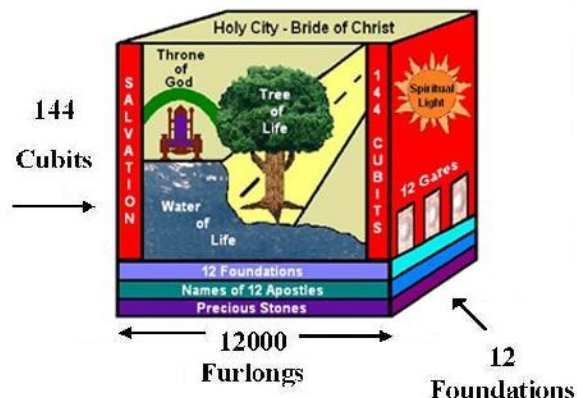 Holy City - Bride of Christ
Throne
of
God
SALVATION
Tree
of
Life
144 CUBITS
Spiritual
Light
12 Gates
Water
of
Life
12 Foundations
Names of 12 Apostles
Precious Stones
144
Cubits
12000
Furlongs
12
Foundations